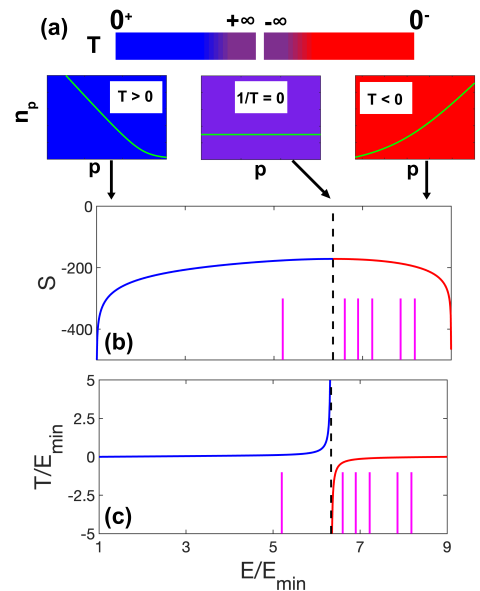 (a)
0⁺ +∞ -∞ 0⁻
T
T > 0 1/T = 0 T < 0
n_p
p p p
0
-200
-400
S
(b)
5
2.5
0
-2.5
-5
T/E_min
(c)
1 3 5 7 9
E/E_min